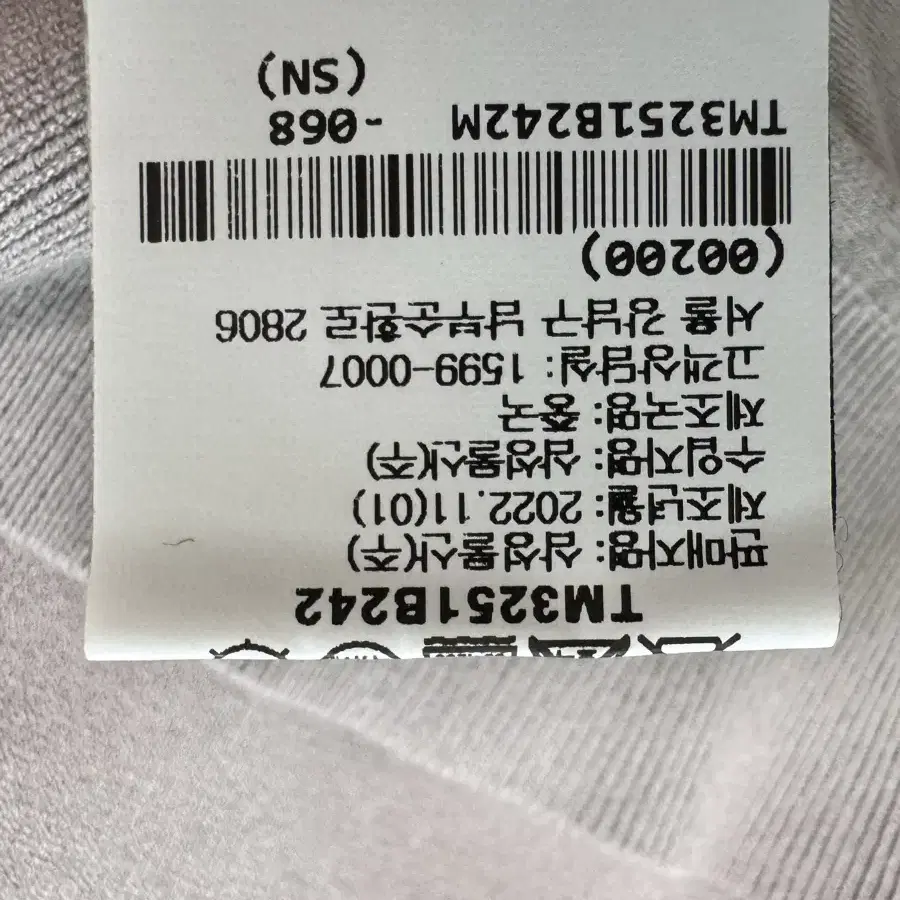 TM3251B242
판매자명: 삼성물산(주)
제조년월: 2022.11(01)
수입자명: 삼성물산(주)
제조국명: 중국
고객상담실: 1599-0007
서울 강남구 남부순환로 2806
(00200)
TM3251B242M -068
(SN)